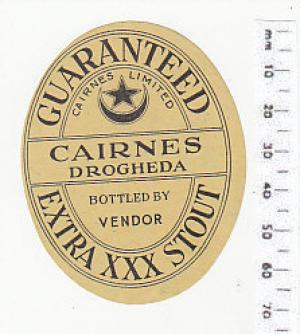 GUARANTEED
CAIRNES LIMITED
CAIRNES
DROGHEDA
BOTTLED BY
VENDOR
EXTRA XXX STOUT
mm
10
20
30
40
50
60
70